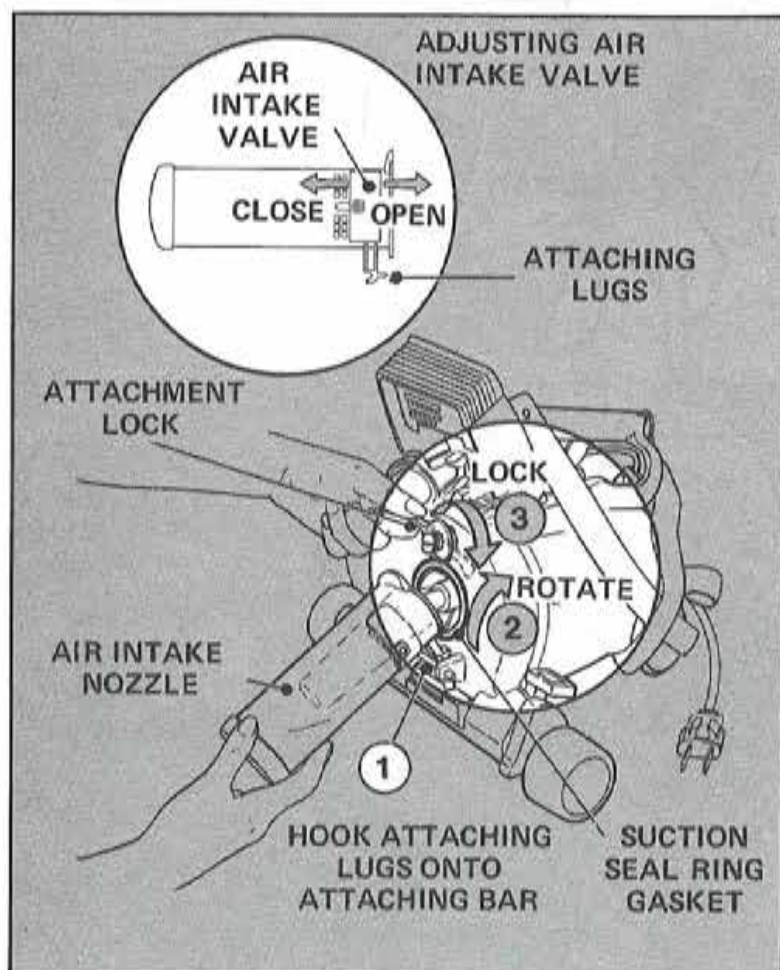 ADJUSTING AIR
INTAKE VALVE
AIR
INTAKE
VALVE
CLOSE
OPEN
ATTACHING
LUGS
ATTACHMENT
LOCK
LOCK
3
ROTATE
2
AIR INTAKE
NOZZLE
1
HOOK ATTACHING
LUGS ONTO
ATTACHING BAR
SUCTION
SEAL RING
GASKET